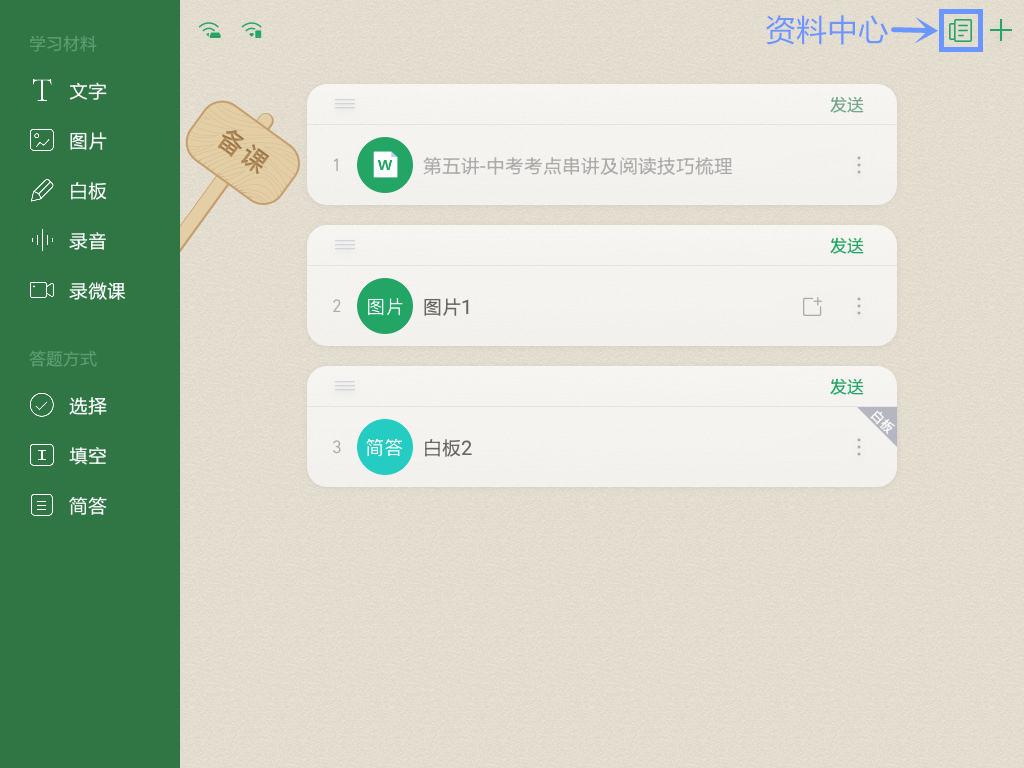 学习材料
文字
图片
白板
录音
录微课
答题方式
选择
填空
简答
资料中心
备课
发送
1
W
第五讲-中考考点串讲及阅读技巧梳理
发送
2
图片
图片1
发送
白板
3
简答
白板2